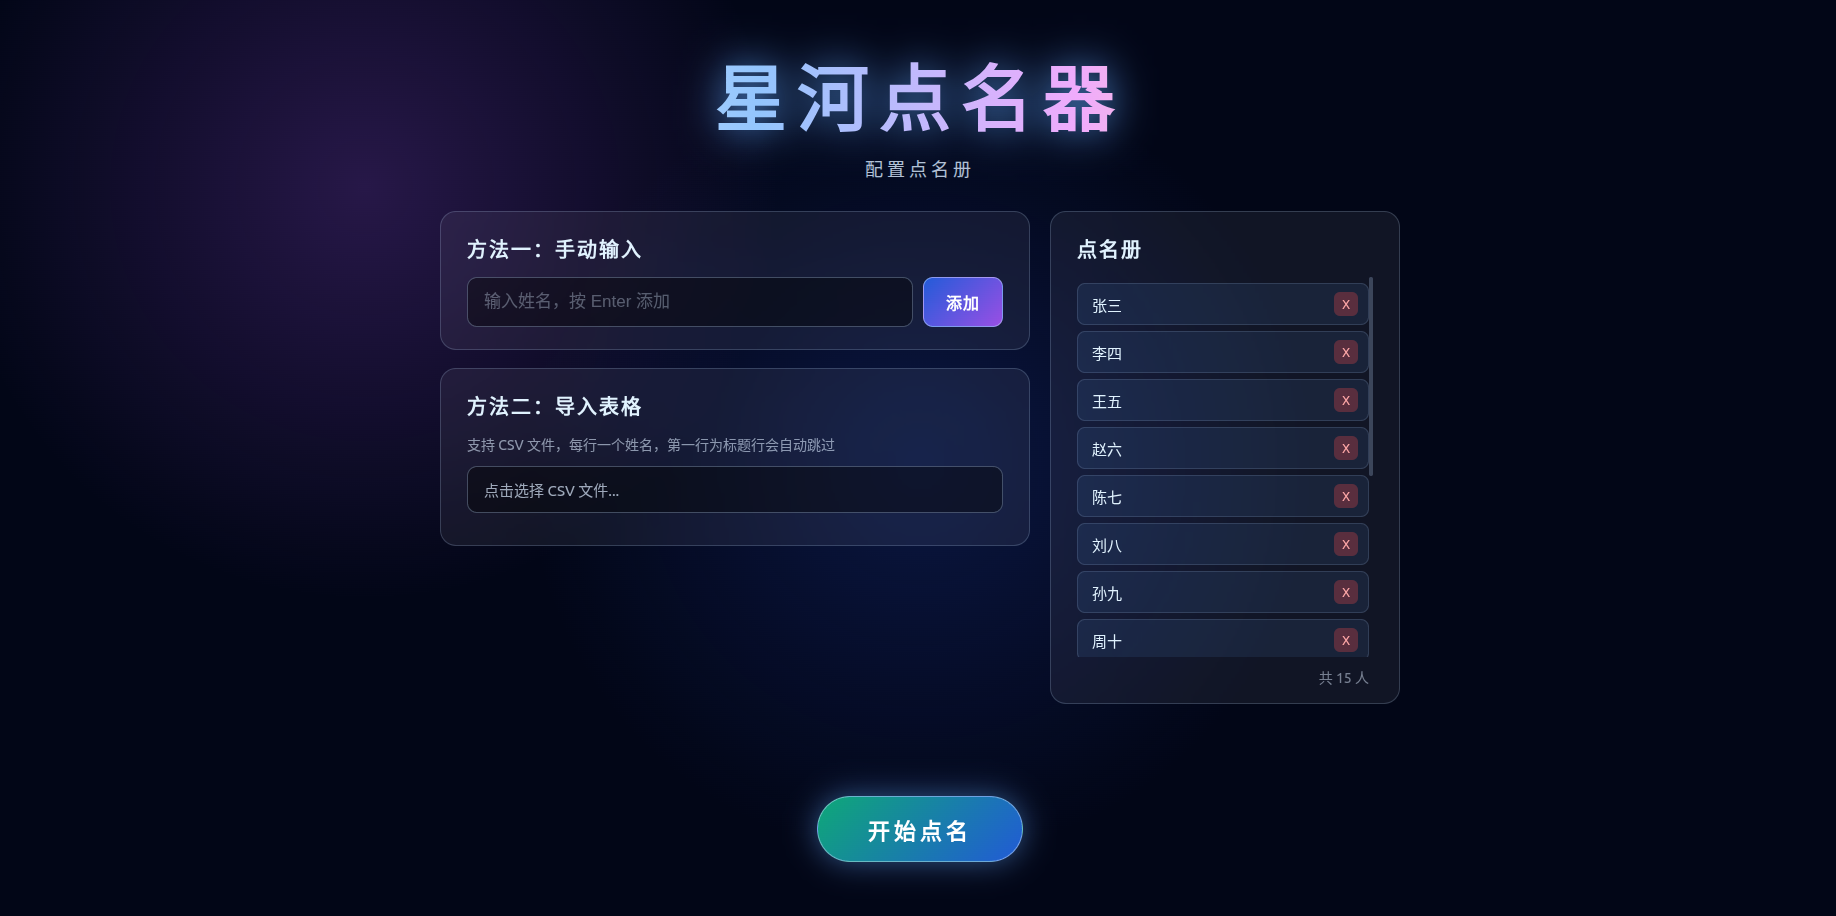 星河点名器
配置点名册
方法一：手动输入
输入姓名，按 Enter 添加
添加
方法二：导入表格
支持 CSV 文件，每行一个姓名，第一行为标题行会自动跳过
点击选择 CSV 文件...
点名册
张三 X
李四 X
王五 X
赵六 X
陈七 X
刘八 X
孙九 X
周十 X
共 15 人
开始点名